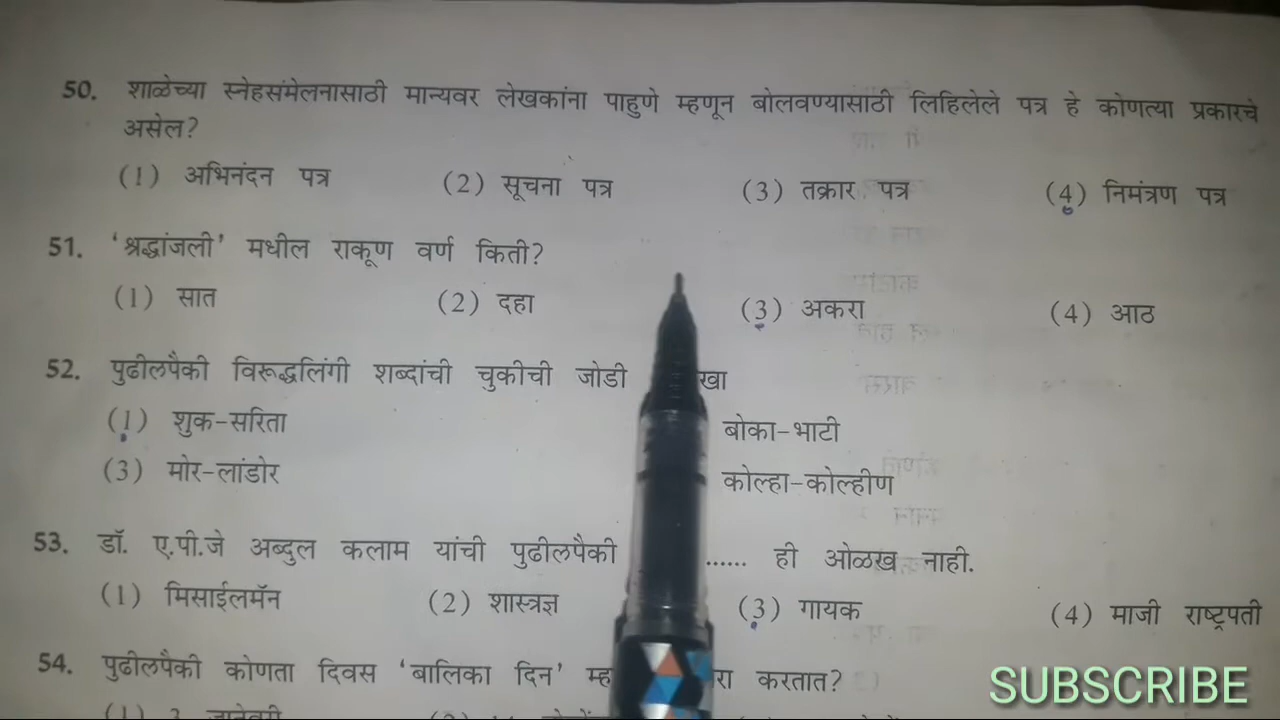 50. शाळेच्या स्नेहसंमेलनासाठी मान्यवर लेखकांना पाहुणे म्हणून बोलवण्यासाठी लिहिलेले पत्र हे कोणत्या प्रकारचे
असेल?
(1) अभिनंदन पत्र (2) सूचना पत्र (3) तक्रार पत्र (4) निमंत्रण पत्र
51. 'श्रद्धांजली' मधील राकूण वर्ण किती?
(1) सात (2) दहा (3) अकरा (4) आठ
52. पुढीलपैकी विरूद्धलिंगी शब्दांची चुकीची जोडी खा
(1) शुक-सरिता बोका-भाटी
(3) मोर-लांडोर कोल्हा-कोल्हीण
53. डॉ. ए.पी.जे अब्दुल कलाम यांची पुढीलपैकी ...... ही ओळख नाही.
(1) मिसाईलमॅन (2) शास्त्रज्ञ (3) गायक (4) माजी राष्ट्रपती
54. पुढीलपैकी कोणता दिवस 'बालिका दिन' म्ह रा करतात?
(1) 3 जानेवारी
SUBSCRIBE